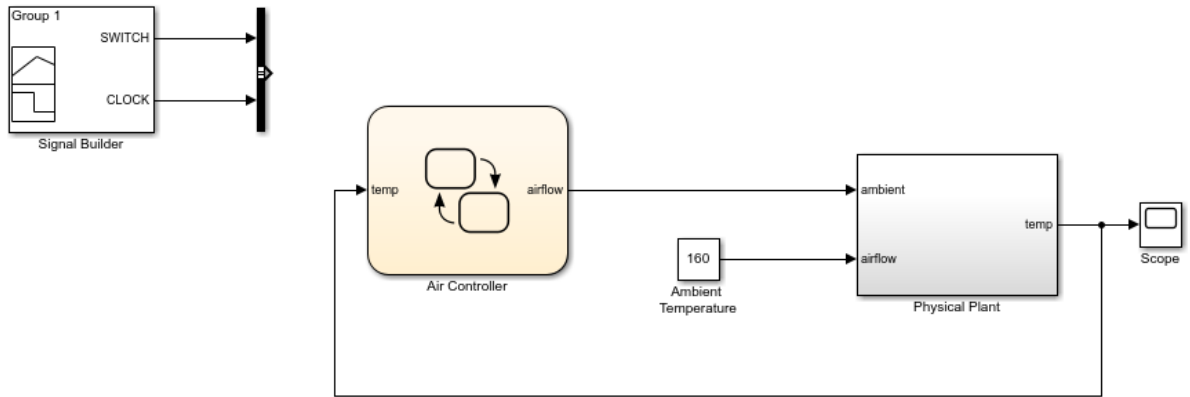 Group 1
SWITCH
CLOCK
Signal Builder
temp
airflow
Air Controller
160
Ambient
Temperature
ambient
airflow
temp
Physical Plant
Scope